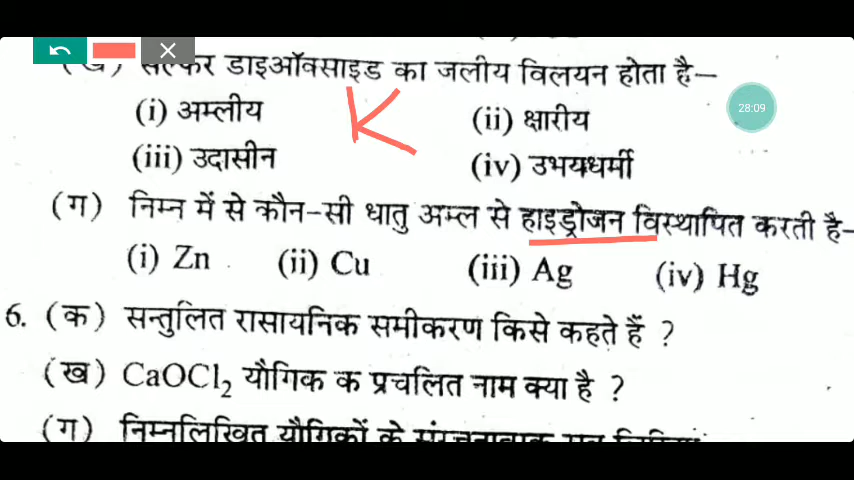 28:09
(ख) सल्फर डाइऑक्साइड का जलीय विलयन होता है–
K
(i) अम्लीय (ii) क्षारीय
(iii) उदासीन (iv) उभयधर्मी
(ग) निम्न में से कौन-सी धातु अम्ल से हाइड्रोजन विस्थापित करती है–
(i) Zn (ii) Cu (iii) Ag (iv) Hg
6. (क) सन्तुलित रासायनिक समीकरण किसे कहते हैं ?
(ख) CaOCl₂ यौगिक क प्रचलित नाम क्या है ?
(ग) निम्नलिखित यौगिकों के